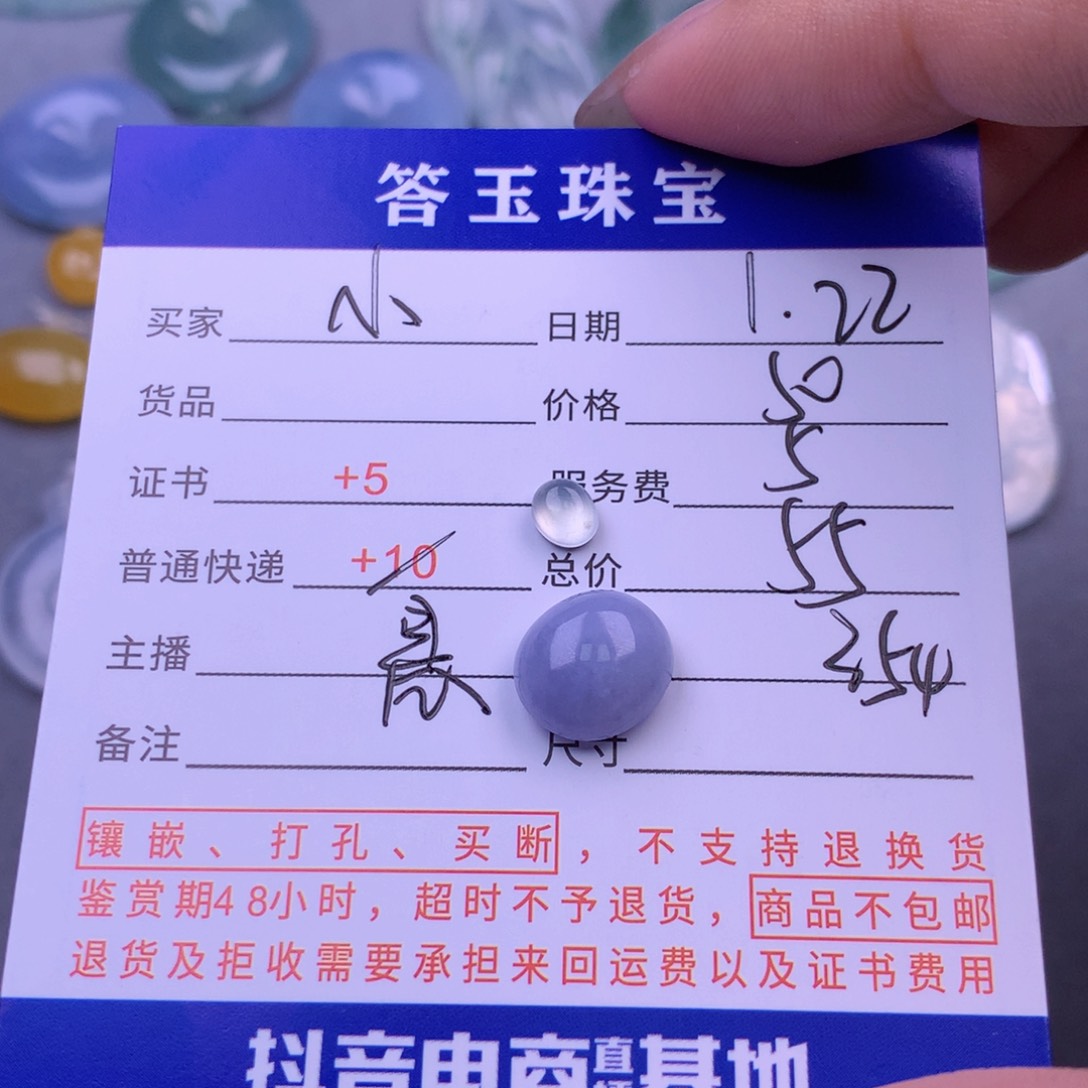 答玉珠宝
买家 小 日期 1.22
货品 价格 50
证书 +5 服务费 5
普通快递 +10 总价 55
主播 晨 254
备注 尺寸
镶嵌、打孔、买断，不支持退换货
鉴赏期48小时，超时不予退货，商品不包邮
退货及拒收需要承担来回运费以及证书费用
抖音电商直播基地